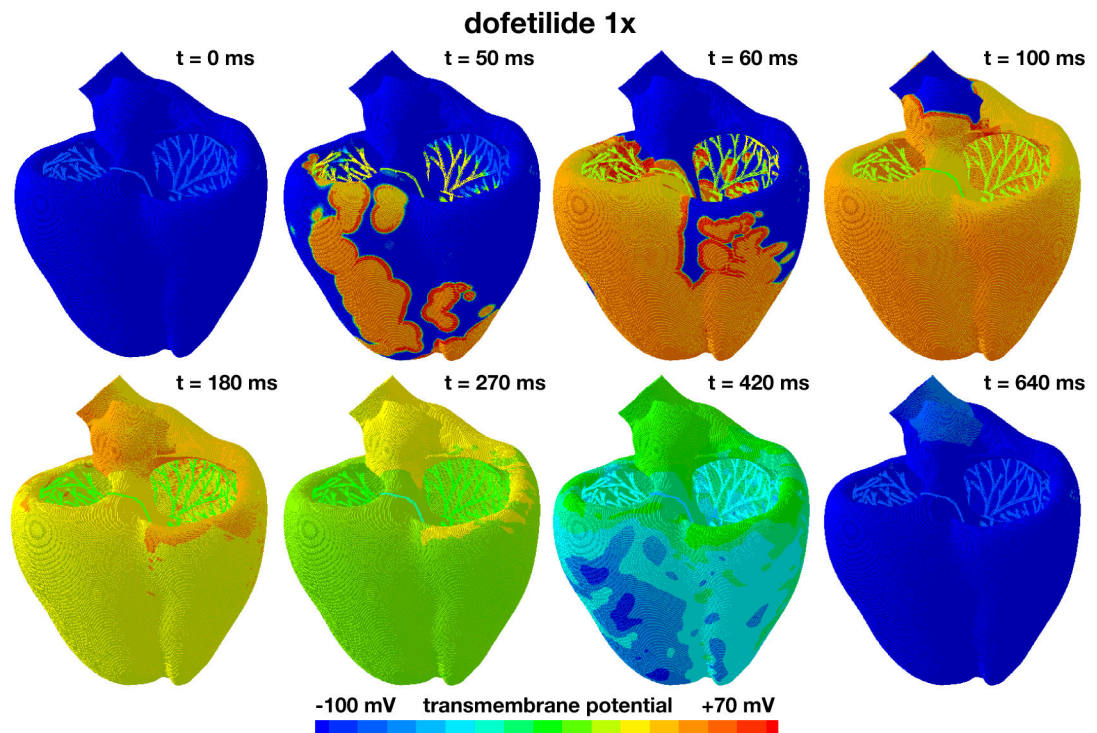 dofetilide 1x
t = 0 ms
t = 50 ms
t = 60 ms
t = 100 ms
t = 180 ms
t = 270 ms
t = 420 ms
t = 640 ms
-100 mV transmembrane potential +70 mV